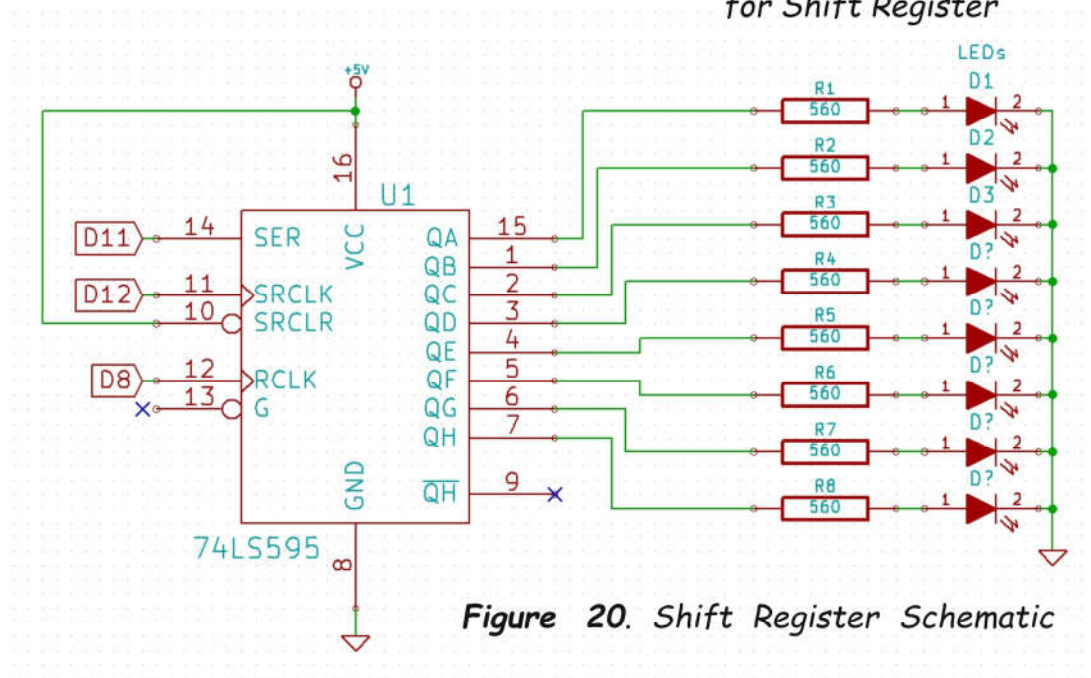 for Shift Register
LEDs
+5V
D1
R1
560
1
2
D2
R2
560
1
2
16
U1
D3
R3
560
1
2
D11
14
SER
VCC
QA
15
D?
R4
560
1
2
QB
1
D12
11
SRCLK
QC
2
D?
R5
560
1
2
10
SRCLR
QD
3
QE
4
D?
R6
560
1
2
D8
12
RCLK
QF
5
13
G
QG
6
D?
R7
560
1
2
QH
7
D?
R8
560
1
2
GND
QH
9
74LS595
8
Figure 20. Shift Register Schematic